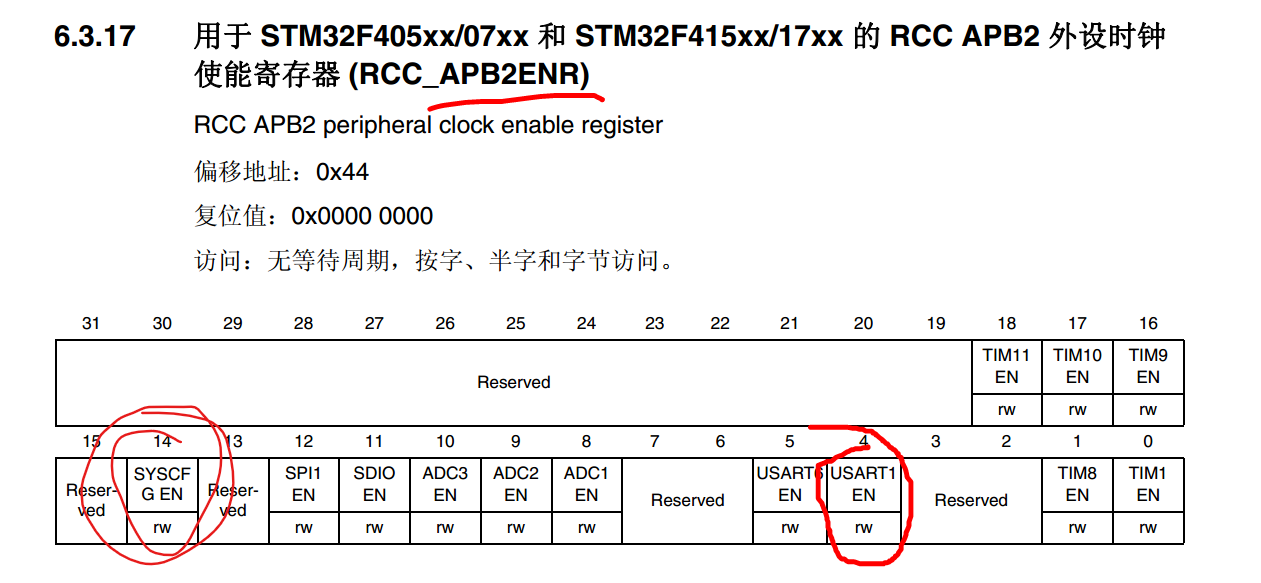 6.3.17 用于 STM32F405xx/07xx 和 STM32F415xx/17xx 的 RCC APB2 外设时钟
使能寄存器 (RCC_APB2ENR)
RCC APB2 peripheral clock enable register
偏移地址：0x44
复位值：0x0000 0000
访问：无等待周期，按字、半字和字节访问。
31 30 29 28 27 26 25 24 23 22 21 20 19 18 17 16
Reserved TIM11 EN TIM10 EN TIM9 EN
rw rw rw
15 14 13 12 11 10 9 8 7 6 5 4 3 2 1 0
Reser-ved SYSCF G EN Reser-ved SPI1 EN SDIO EN ADC3 EN ADC2 EN ADC1 EN Reserved USART6 EN USART1 EN Reserved TIM8 EN TIM1 EN
rw rw rw rw rw rw rw rw rw rw